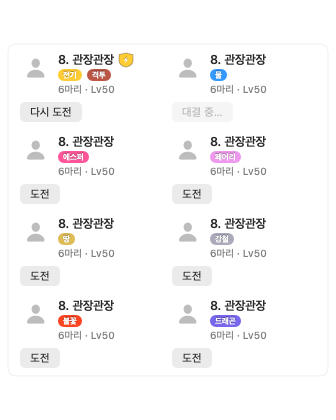 8. 관장관장
전기 격투
6마리 · Lv50
다시 도전
8. 관장관장
물
6마리 · Lv50
대결 중...
8. 관장관장
에스퍼
6마리 · Lv50
도전
8. 관장관장
페어리
6마리 · Lv50
도전
8. 관장관장
땅
6마리 · Lv50
도전
8. 관장관장
강철
6마리 · Lv50
도전
8. 관장관장
불꽃
6마리 · Lv50
도전
8. 관장관장
드래곤
6마리 · Lv50
도전